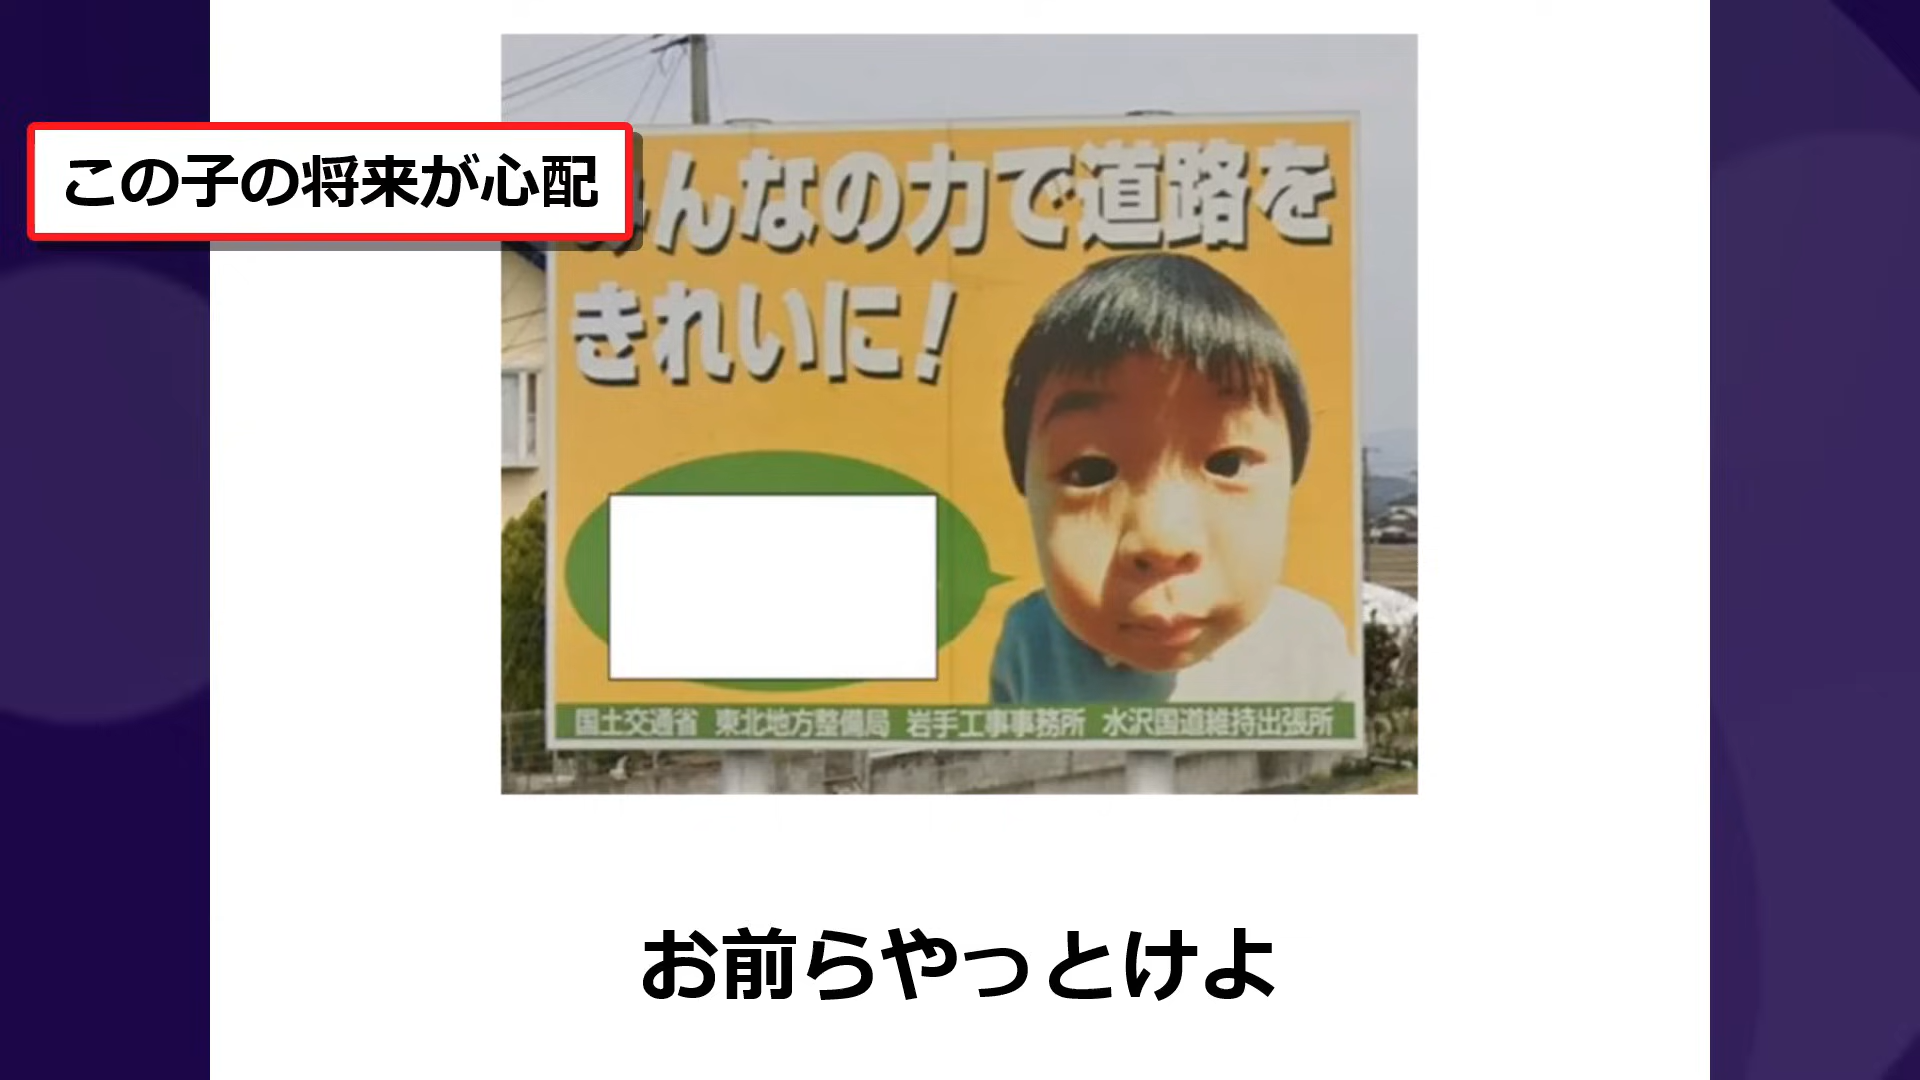 この子の将来が心配
んなの力で道路を
きれいに!
国土交通省 東北地方整備局 岩手工事事務所 水沢国道維持出張所
お前らやっとけよ